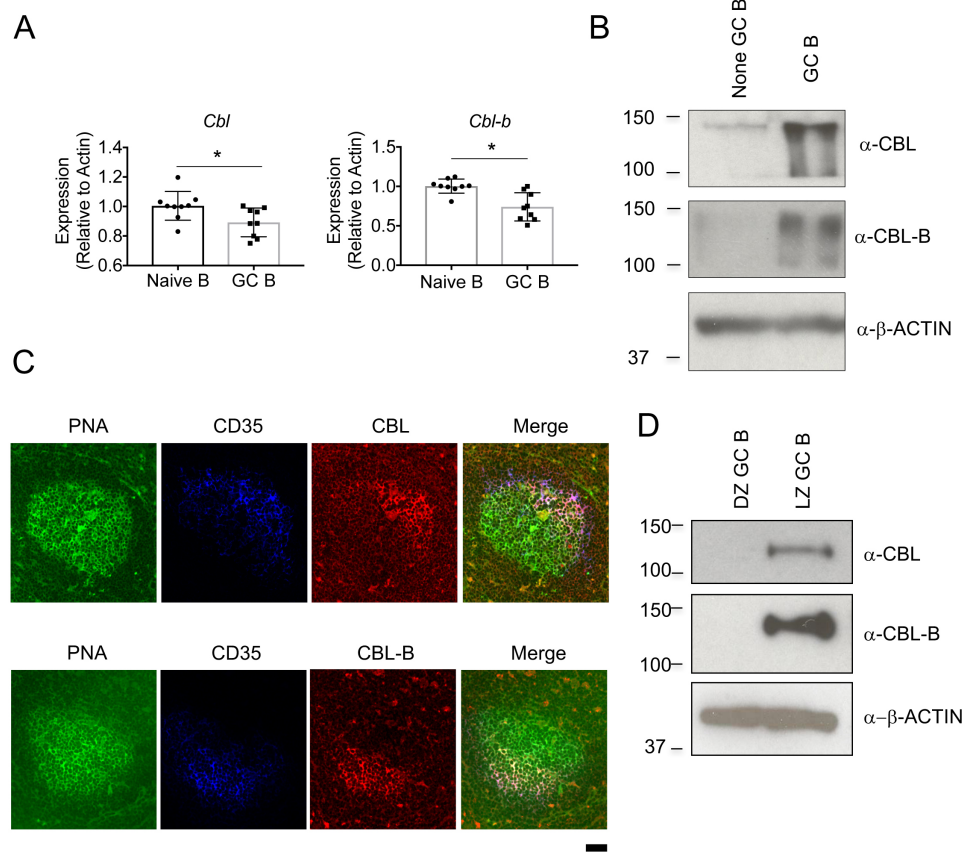 A
Cbl
Expression
(Relative to Actin)
1.4
1.2
1.0
0.8
0.6
*
Naive B
GC B
Cbl-b
Expression
(Relative to Actin)
1.5
1.0
0.5
0.0
*
Naive B
GC B
B
None GC B
GC B
150
100
α-CBL
150
100
α-CBL-B
37
α-β-ACTIN
C
PNA
CD35
CBL
Merge
PNA
CD35
CBL-B
Merge
D
DZ GC B
LZ GC B
150
100
α-CBL
150
100
α-CBL-B
37
α–β-ACTIN